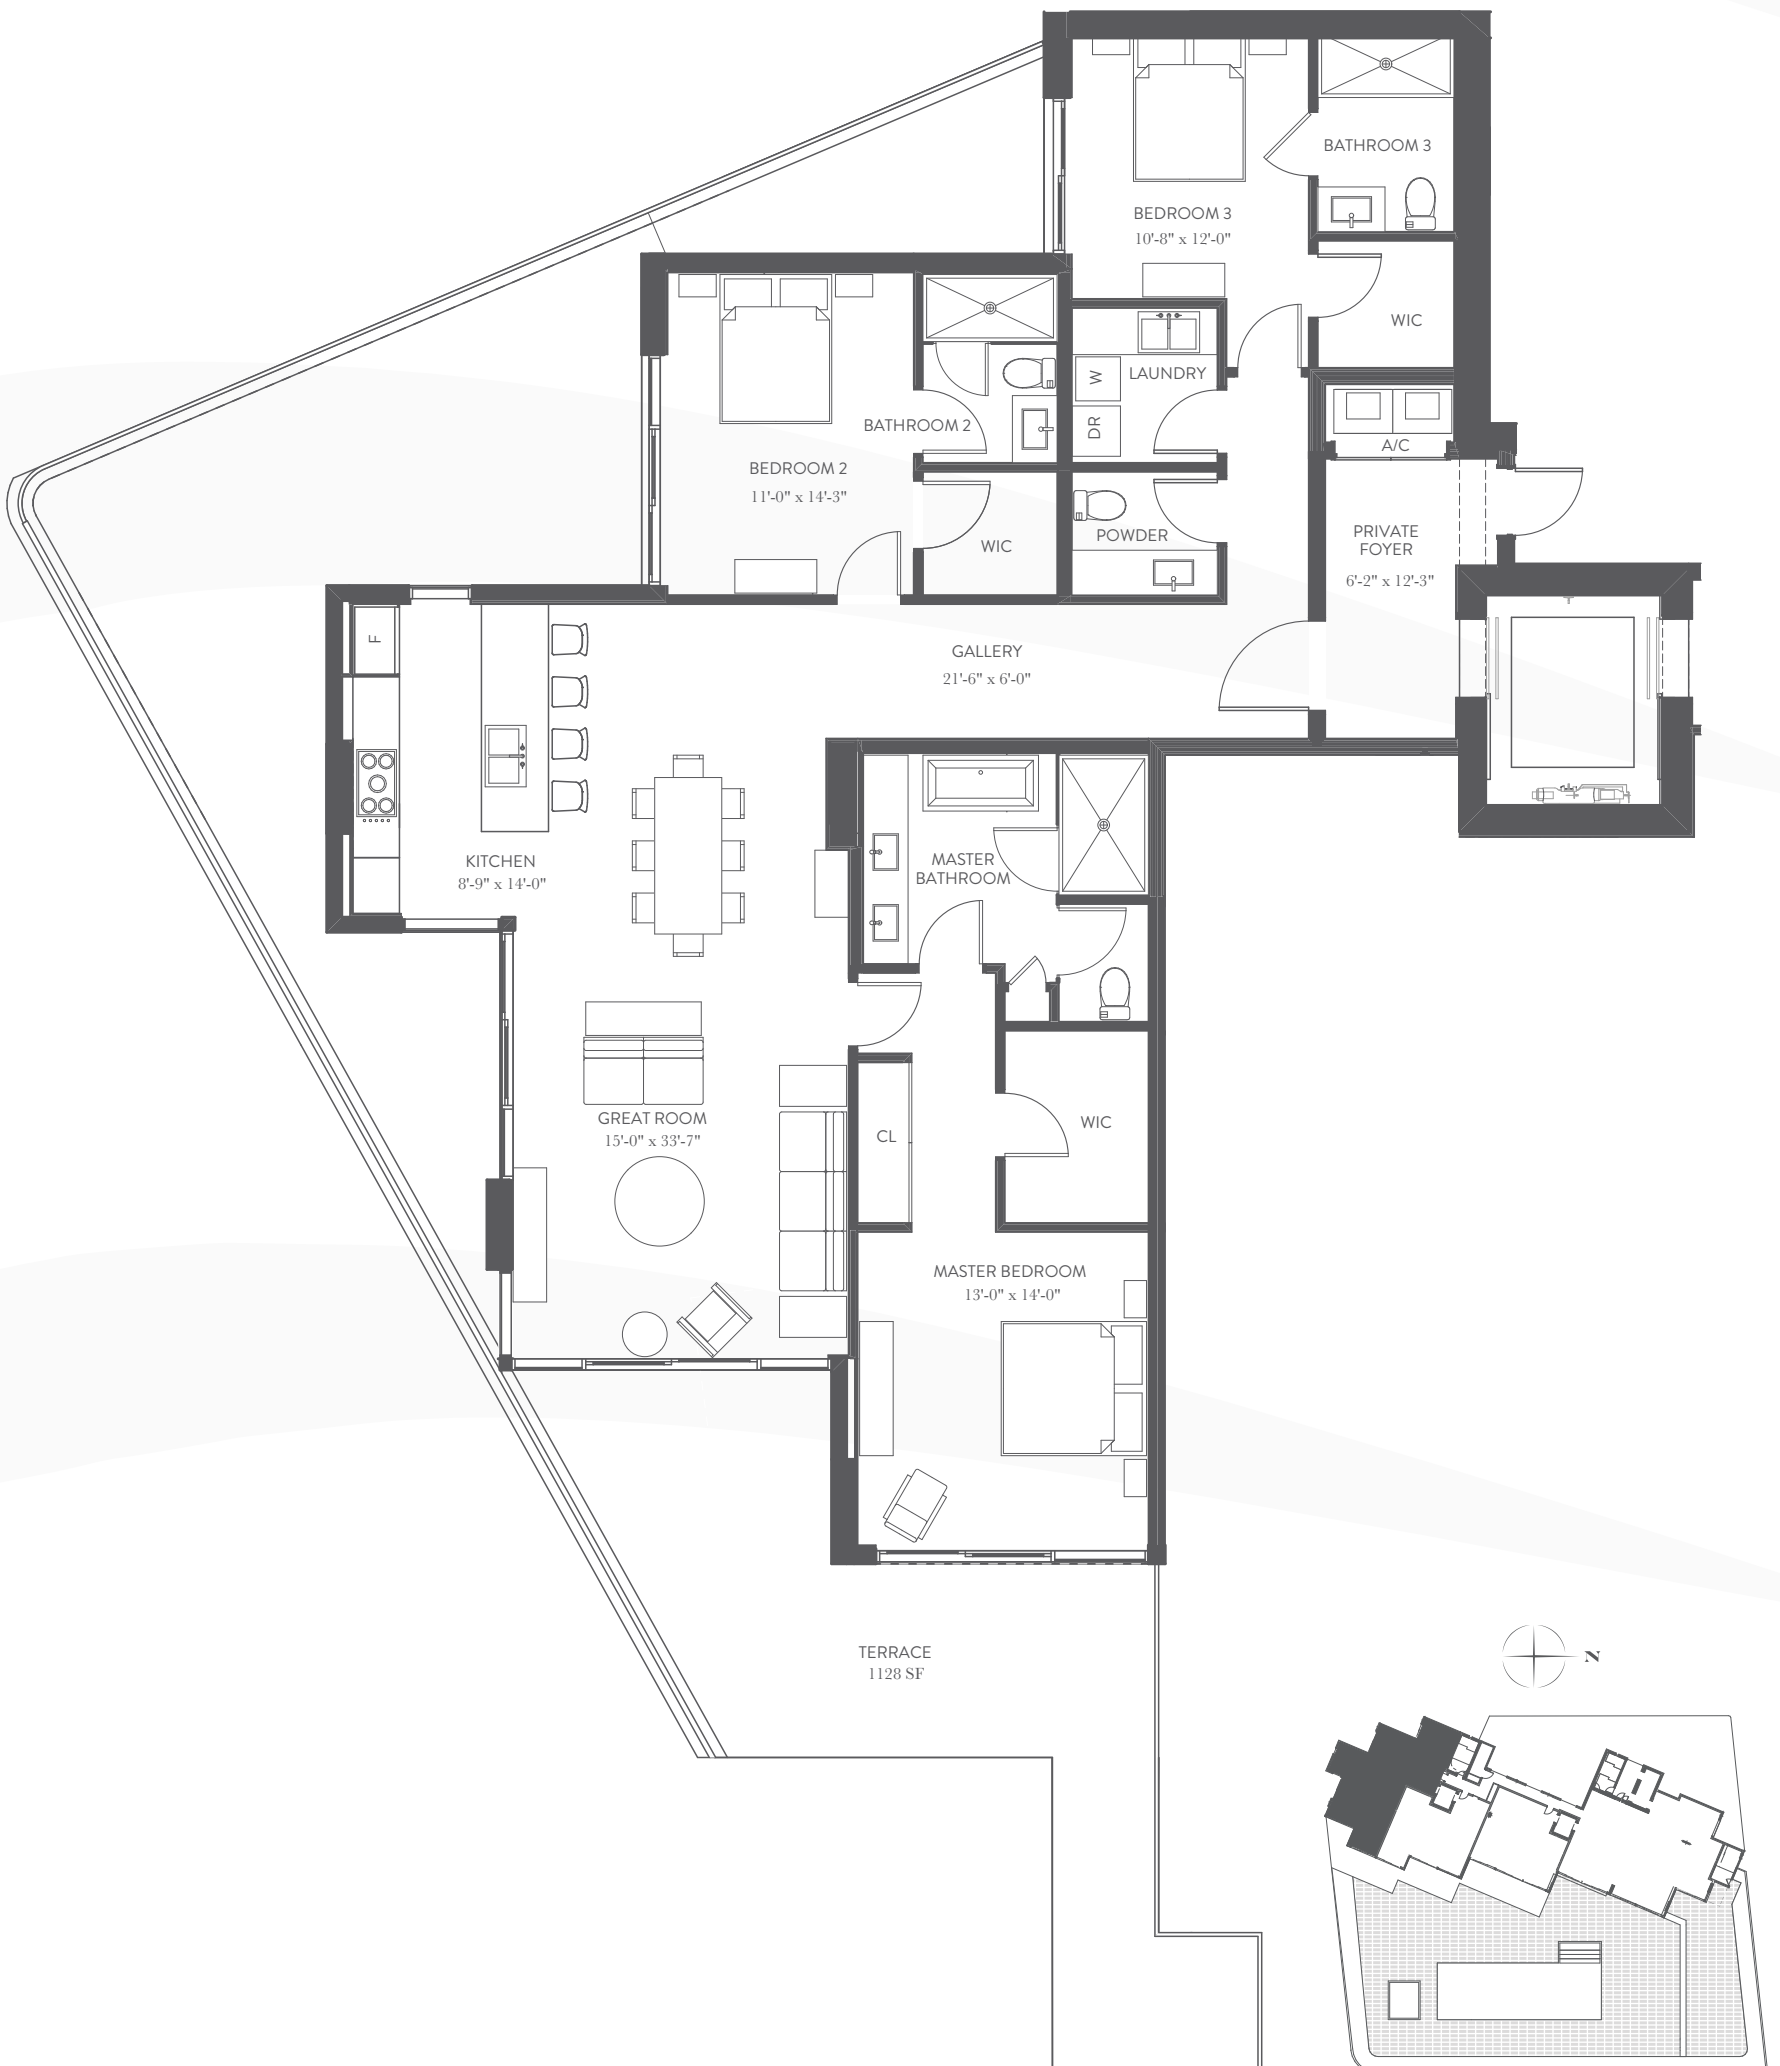 BATHROOM 3
BEDROOM 3
10'-8" x 12'-0"
WIC
W
LAUNDRY
DR
BATHROOM 2
A/C
BEDROOM 2
11'-0" x 14'-3"
WIC
POWDER
PRIVATE
FOYER
6'-2" x 12'-3"
F
GALLERY
21'-6" x 6'-0"
KITCHEN
8'-9" x 14'-0"
MASTER
BATHROOM
GREAT ROOM
15'-0" x 33'-7"
CL
WIC
MASTER BEDROOM
13'-0" x 14'-0"
TERRACE
1128 SF
N